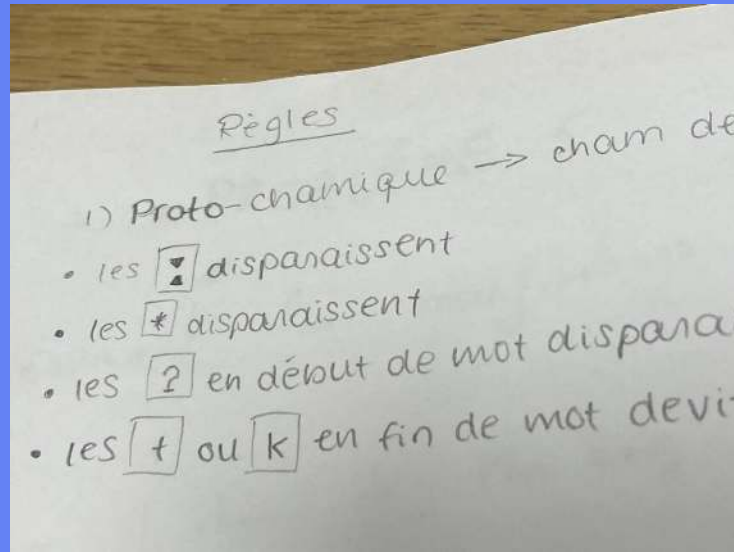 Règles
1) Proto-chamique → cham de
• les ː disparaissent
• les * disparaissent
• les ʔ en début de mot disparai
• les t ou k en fin de mot devi